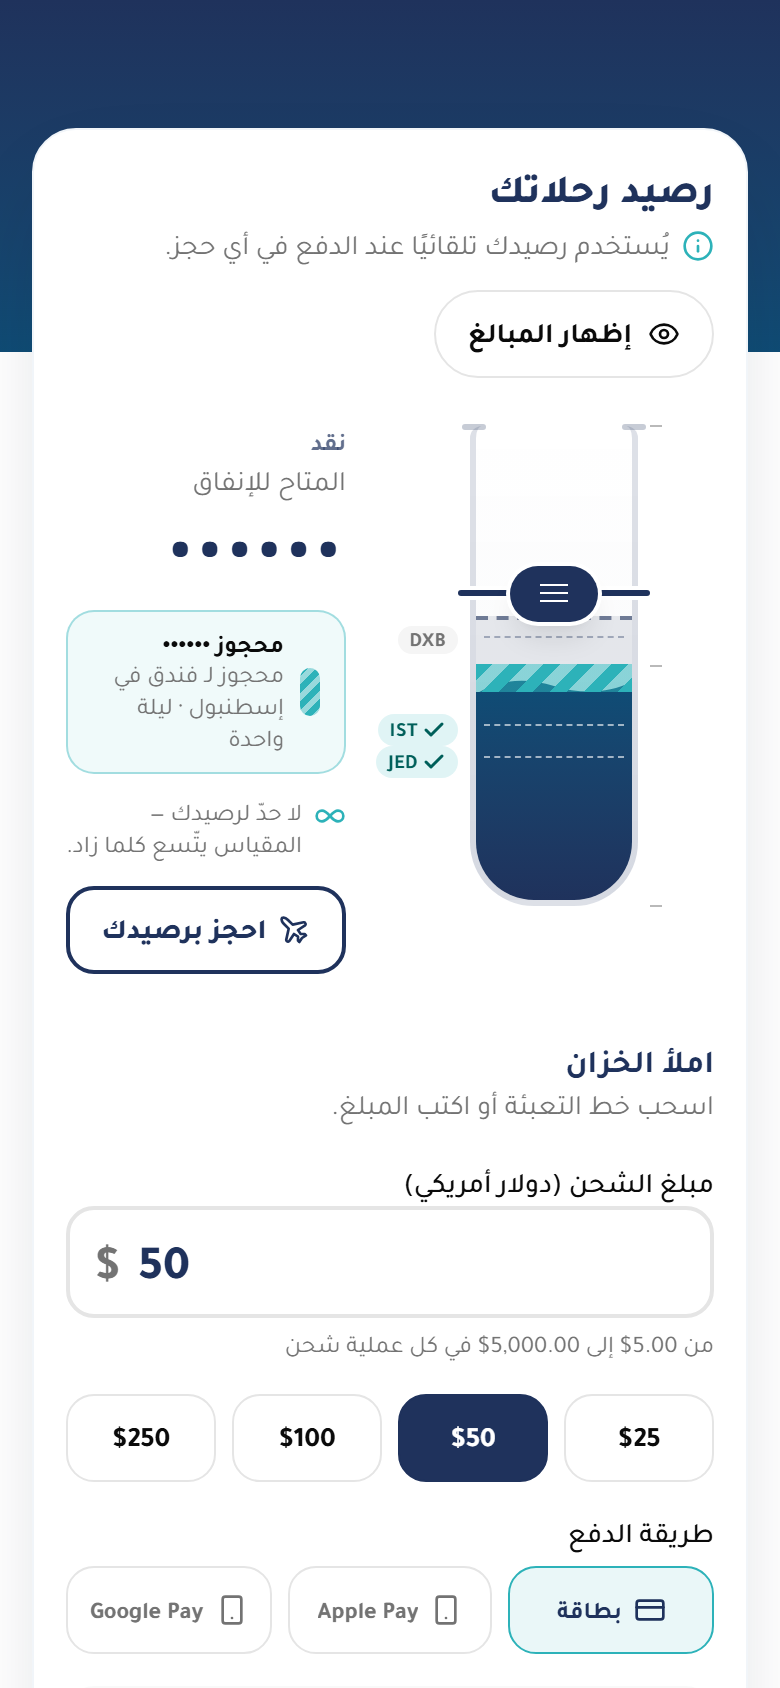 رصيد رحلاتك
يُستخدم رصيدك تلقائيًا عند الدفع في أي حجز.
إظهار المبالغ
نقد
المتاح للإنفاق
••••••
DXB
محجوز ••••••
محجوز لـ فندق في
إسطنبول · ليلة
واحدة
IST
JED
لا حدّ لرصيدك –
المقياس يتّسع كلما زاد.
احجز برصيدك
املأ الخزان
اسحب خط التعبئة أو اكتب المبلغ.
مبلغ الشحن (دولار أمريكي)
$ 50
من $5.00 إلى $5,000.00 في كل عملية شحن
$25
$50
$100
$250
طريقة الدفع
بطاقة
Apple Pay
Google Pay